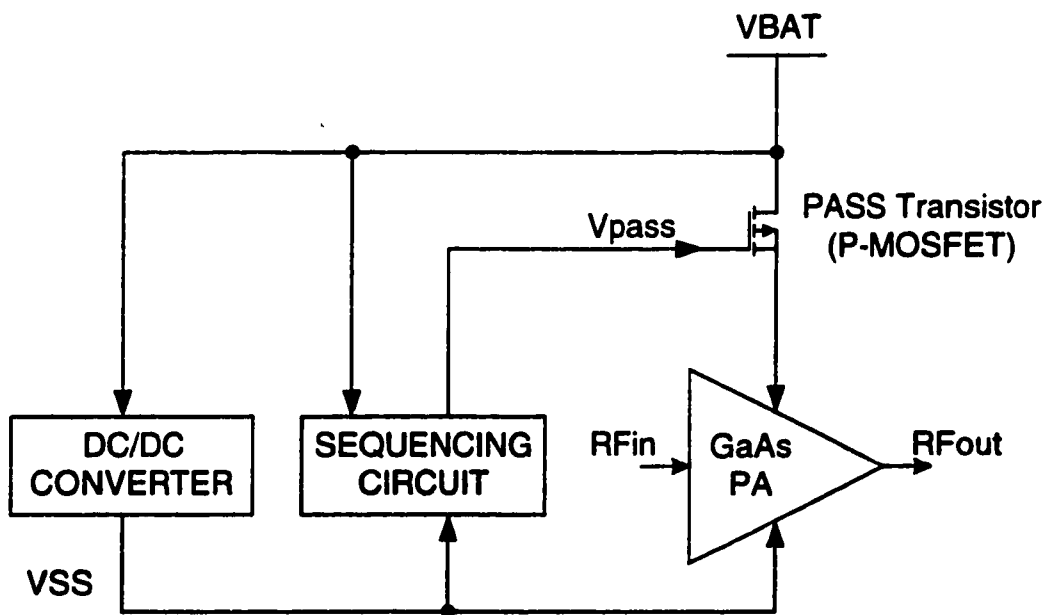 VBAT
PASS Transistor
(P-MOSFET)
Vpass
DC/DC
CONVERTER
SEQUENCING
CIRCUIT
RFin
GaAs
PA
RFout
VSS